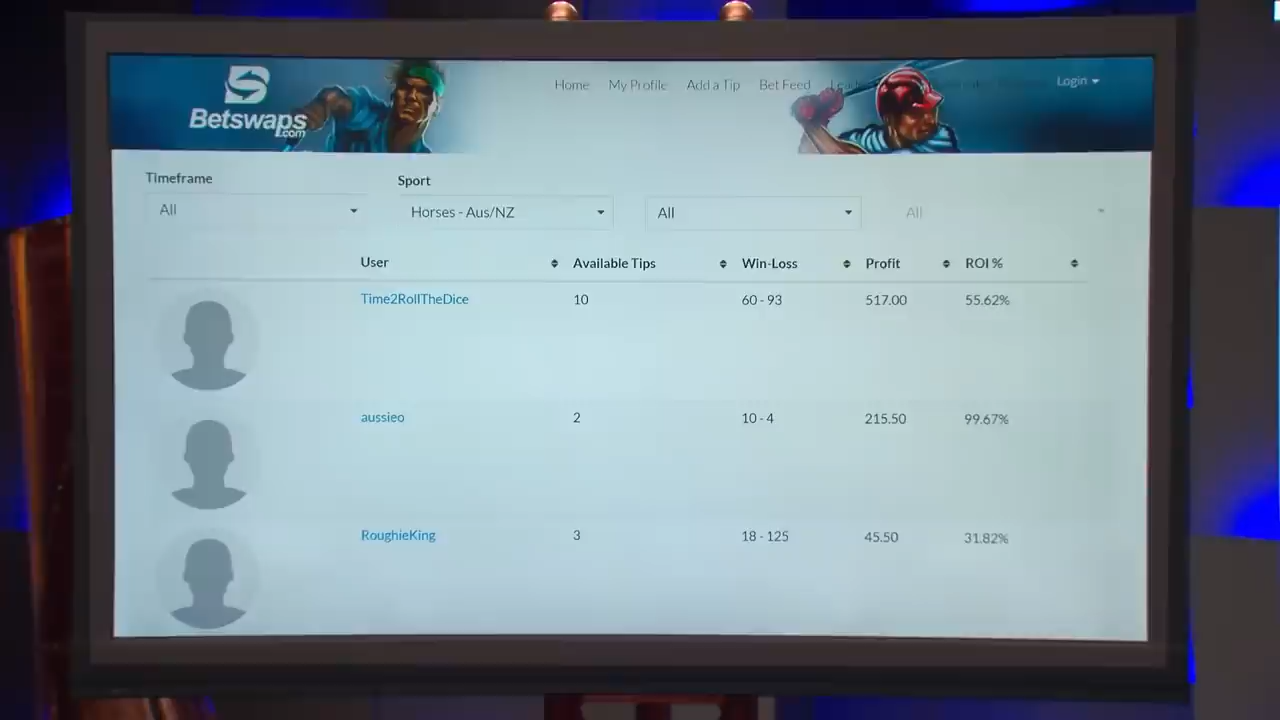 Betswaps
.com
Home My Profile Add a Tip Bet Feed Login
Timeframe Sport
All Horses - Aus/NZ All All
User Available Tips Win-Loss Profit ROI %
Time2RollTheDice 10 60 - 93 517.00 55.62%
aussieo 2 10 - 4 215.50 99.67%
RoughieKing 3 18 - 125 45.50 31.82%